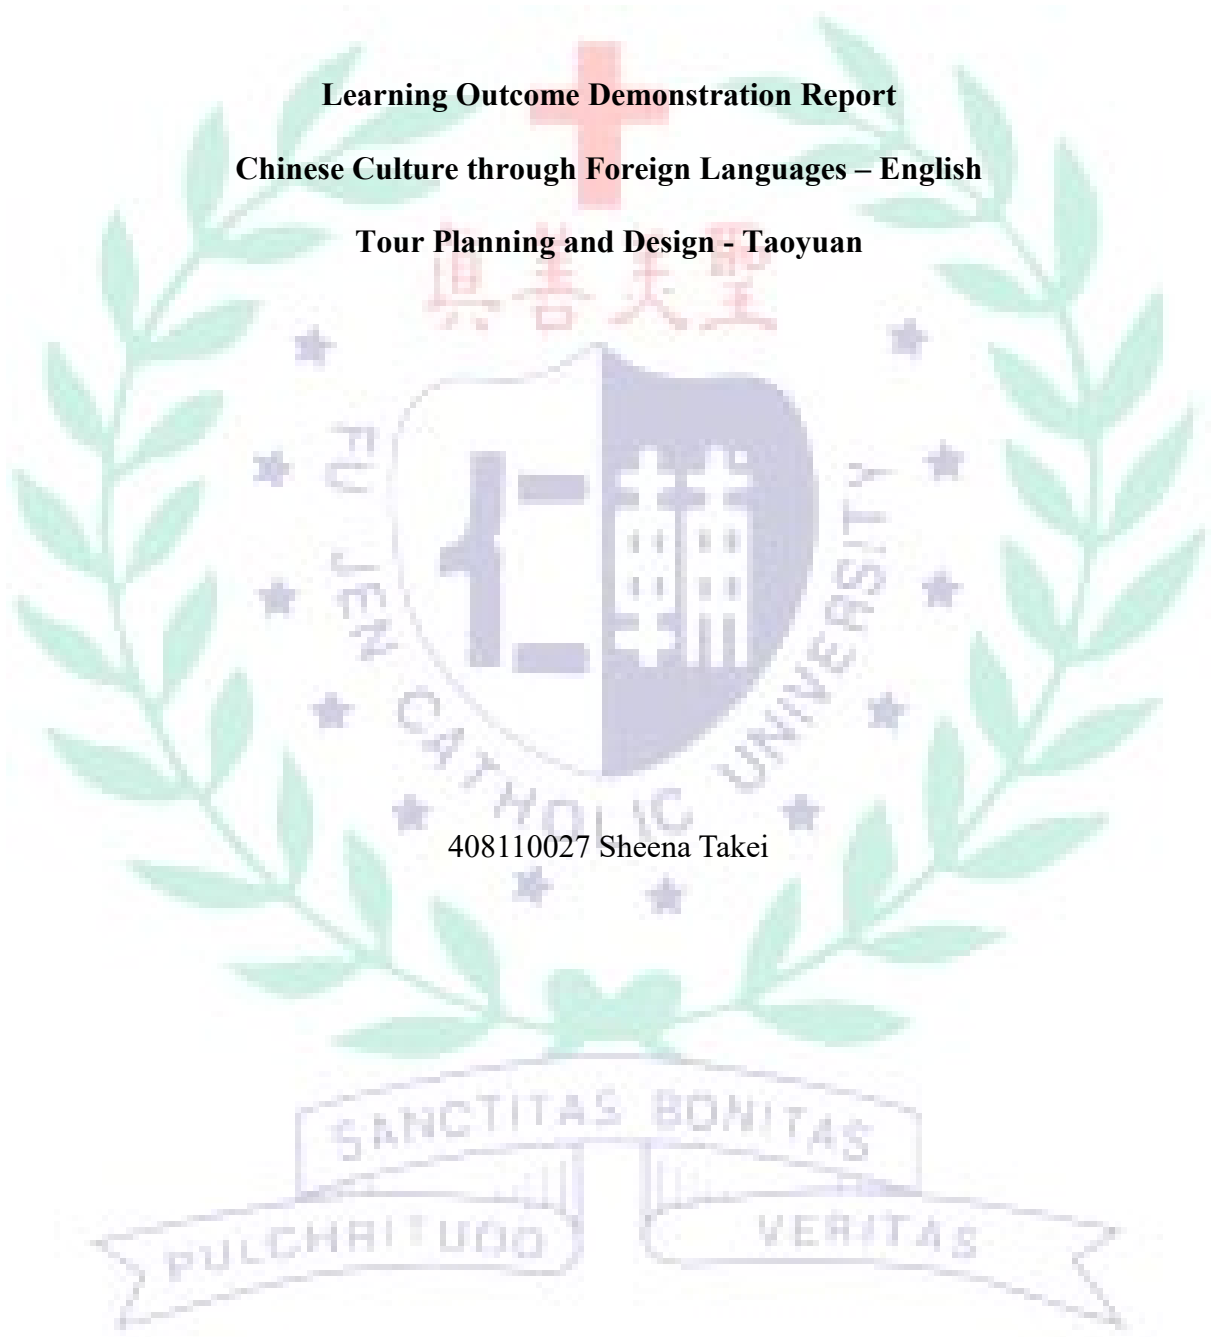 Learning Outcome Demonstration Report
Chinese Culture through Foreign Languages – English
Tour Planning and Design - Taoyuan
真善美聖
FU JEN CATHOLIC UNIVERSITY
仁
408110027 Sheena Takei
SANCTITAS BONITAS
PULCHRITUDO VERITAS